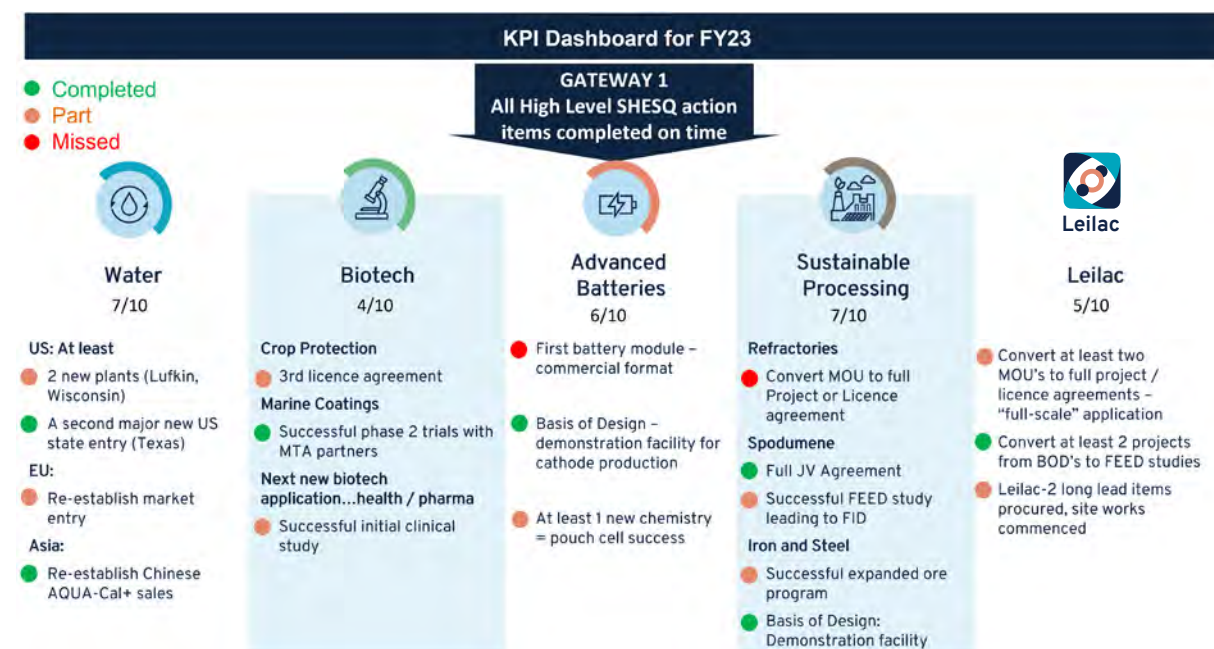 KPI Dashboard for FY23
GATEWAY 1
All High Level SHESQ action
items completed on time
Completed
Part
Missed
Water
7/10
US: At least
2 new plants (Lufkin,
Wisconsin)
A second major new US
state entry (Texas)
EU:
Re-establish market
entry
Asia:
Re-establish Chinese
AQUA-Cal+ sales
Biotech
4/10
Crop Protection
3rd licence agreement
Marine Coatings
Successful phase 2 trials with
MTA partners
Next new biotech
application...health / pharma
Successful initial clinical
study
Advanced
Batteries
6/10
First battery module –
commercial format
Basis of Design –
demonstration facility for
cathode production
At least 1 new chemistry
= pouch cell success
Sustainable
Processing
7/10
Refractories
Convert MOU to full
Project or Licence
agreement
Spodumene
Full JV Agreement
Successful FEED study
leading to FID
Iron and Steel
Successful expanded ore
program
Basis of Design:
Demonstration facility
Leilac
Leilac
5/10
Convert at least two
MOU's to full project /
licence agreements –
“full-scale” application
Convert at least 2 projects
from BOD's to FEED studies
Leilac-2 long lead items
procured, site works
commenced